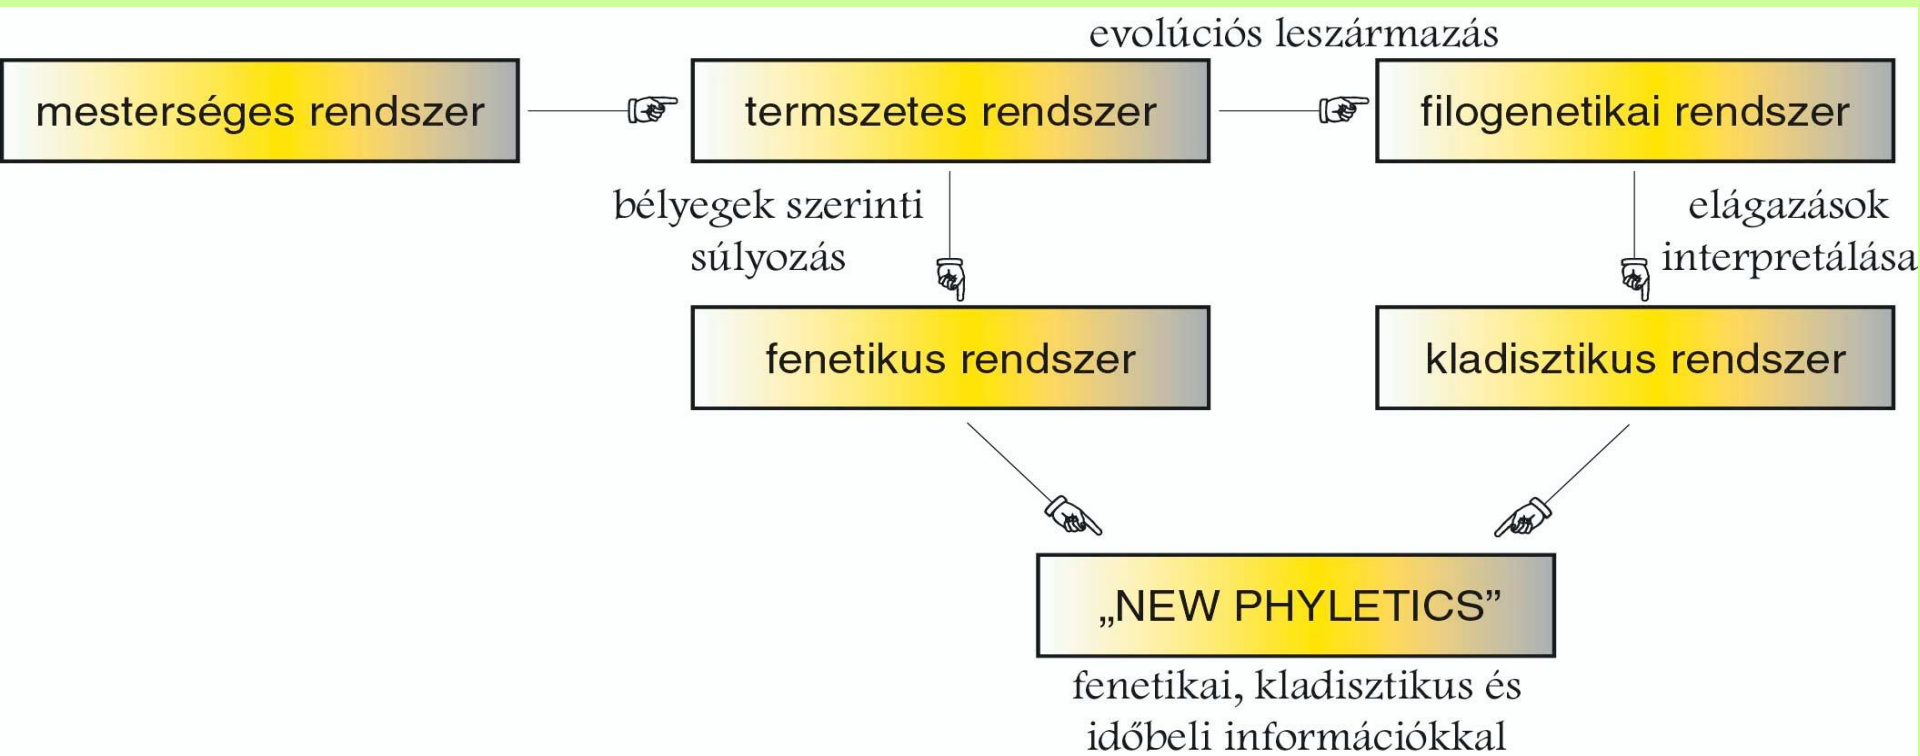 evolúciós leszármazás
mesterséges rendszer
termszetes rendszer
filogenetikai rendszer
bélyegek szerinti
súlyozás
elágazások
interpretálása
fenetikus rendszer
kladisztikus rendszer
„NEW PHYLETICS”
fenetikai, kladisztikus és
időbeli információkkal